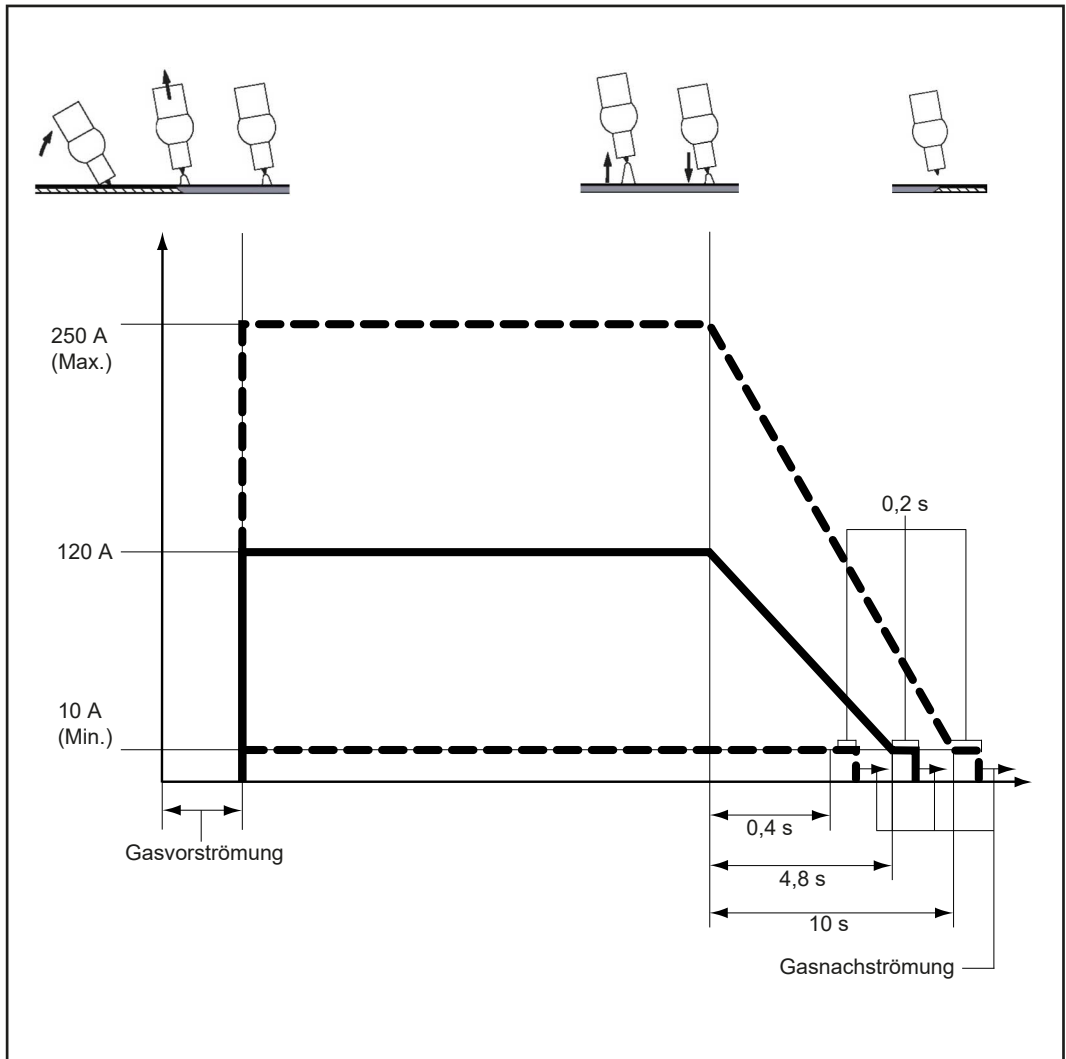 250 A
(Max.)
0,2 s
120 A
10 A
(Min.)
0,4 s
Gasvorströmung
4,8 s
10 s
Gasnachströmung